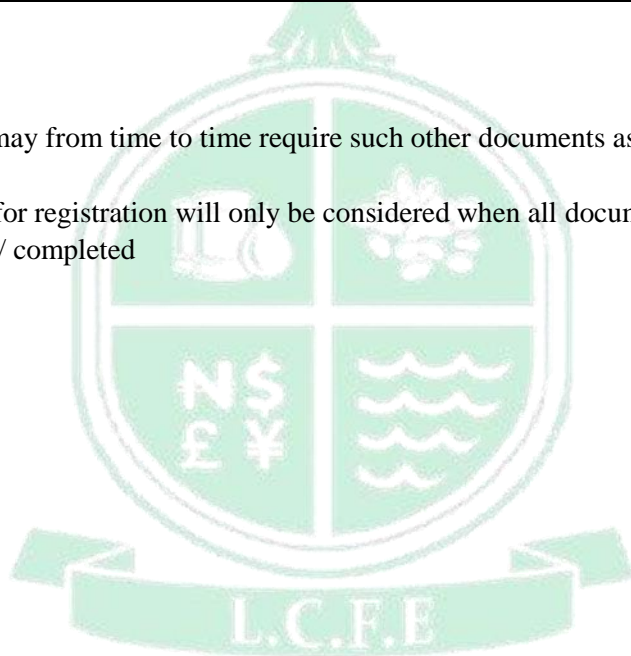 may from time to time require such other documents as
for registration will only be considered when all docum
/ completed
₦$
£ ¥
L.C.F.E